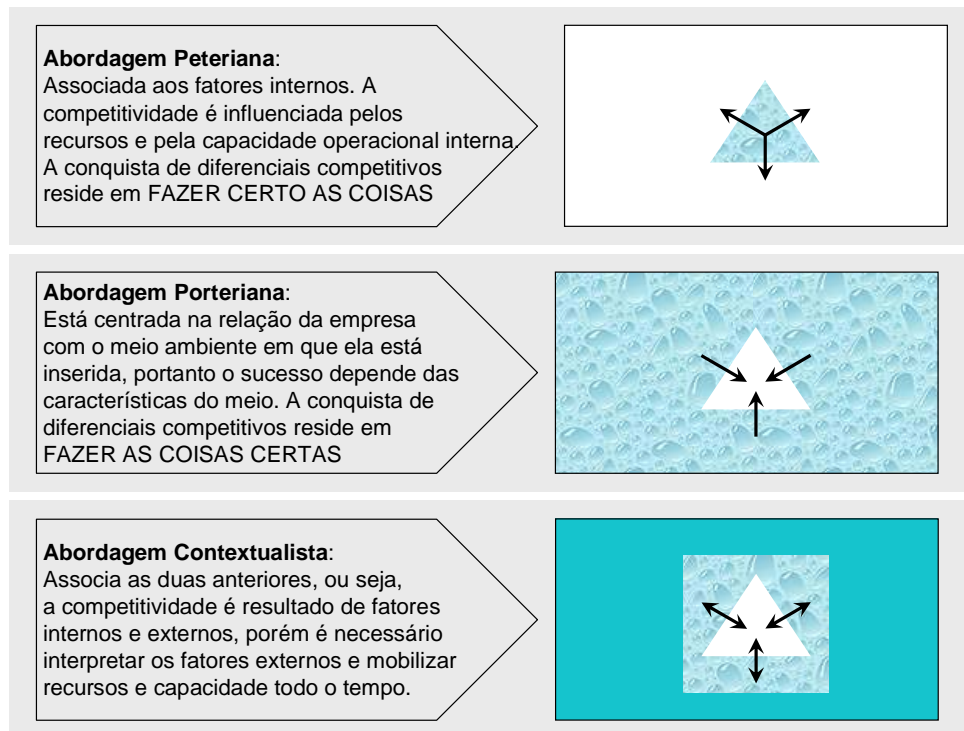 Abordagem Peteriana:
Associada aos fatores internos. A
competitividade é influenciada pelos
recursos e pela capacidade operacional interna.
A conquista de diferenciais competitivos
reside em FAZER CERTO AS COISAS
Abordagem Porteriana:
Está centrada na relação da empresa
com o meio ambiente em que ela está
inserida, portanto o sucesso depende das
características do meio. A conquista de
diferenciais competitivos reside em
FAZER AS COISAS CERTAS
Abordagem Contextualista:
Associa as duas anteriores, ou seja,
a competitividade é resultado de fatores
internos e externos, porém é necessário
interpretar os fatores externos e mobilizar
recursos e capacidade todo o tempo.